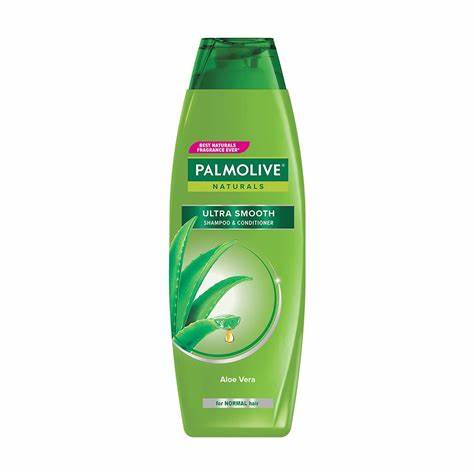 BEST NATURALS
FRAGRANCE EVER*
PALMOLIVE®
NATURALS
ULTRA SMOOTH
SHAMPOO & CONDITIONER
Aloe Vera
for NORMAL hair